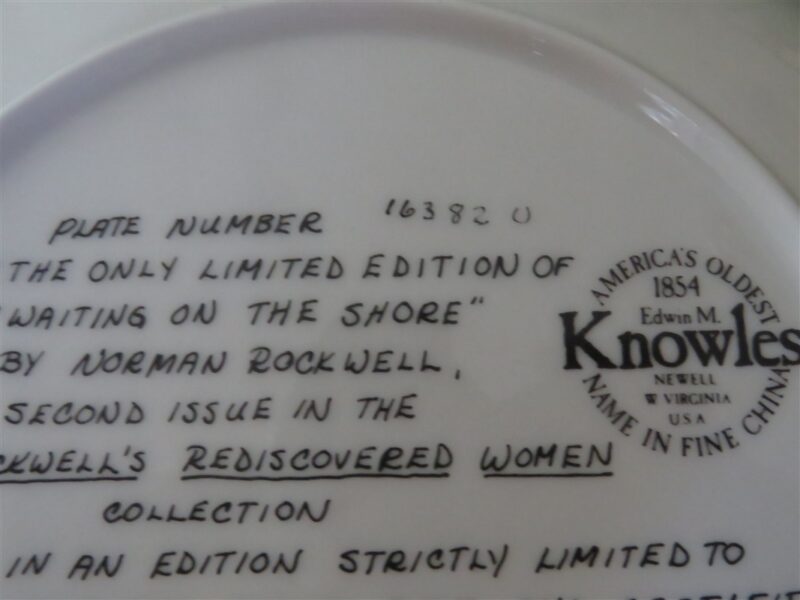 PLATE NUMBER 163820
THE ONLY LIMITED EDITION OF
"WAITING ON THE SHORE"
BY NORMAN ROCKWELL,
SECOND ISSUE IN THE
CKWELL'S REDISCOVERED WOMEN
COLLECTION
IN AN EDITION STRICTLY LIMITED TO
AMERICA'S OLDEST
1854
Edwin M.
Knowles
NEWELL
W VIRGINIA
USA
NAME IN FINE CHINA